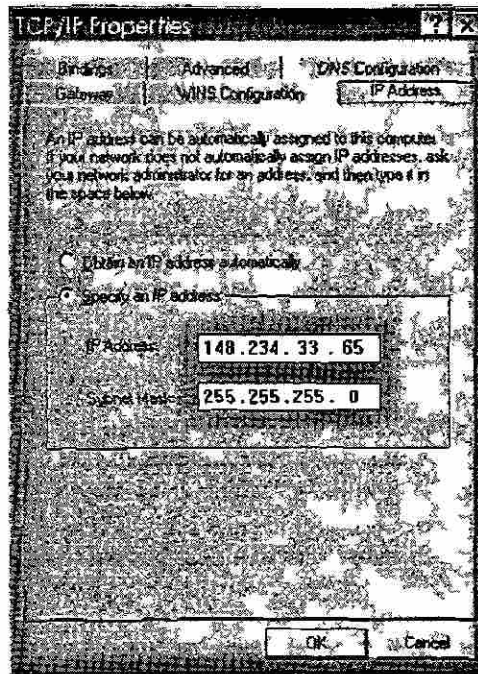 TCP/IP Properties ? X
Bindings Advanced DNS Configuration
Gateway WINS Configuration IP Address
An IP address can be automatically assigned to this computer.
If your network does not automatically assign IP addresses, ask
your network administrator for an address, and then type it in
the space below.
Obtain an IP address automatically
Specify an IP address:
IP Address: 148.234. 33 . 65
Subnet Mask: 255.255.255. 0
OK Cancel